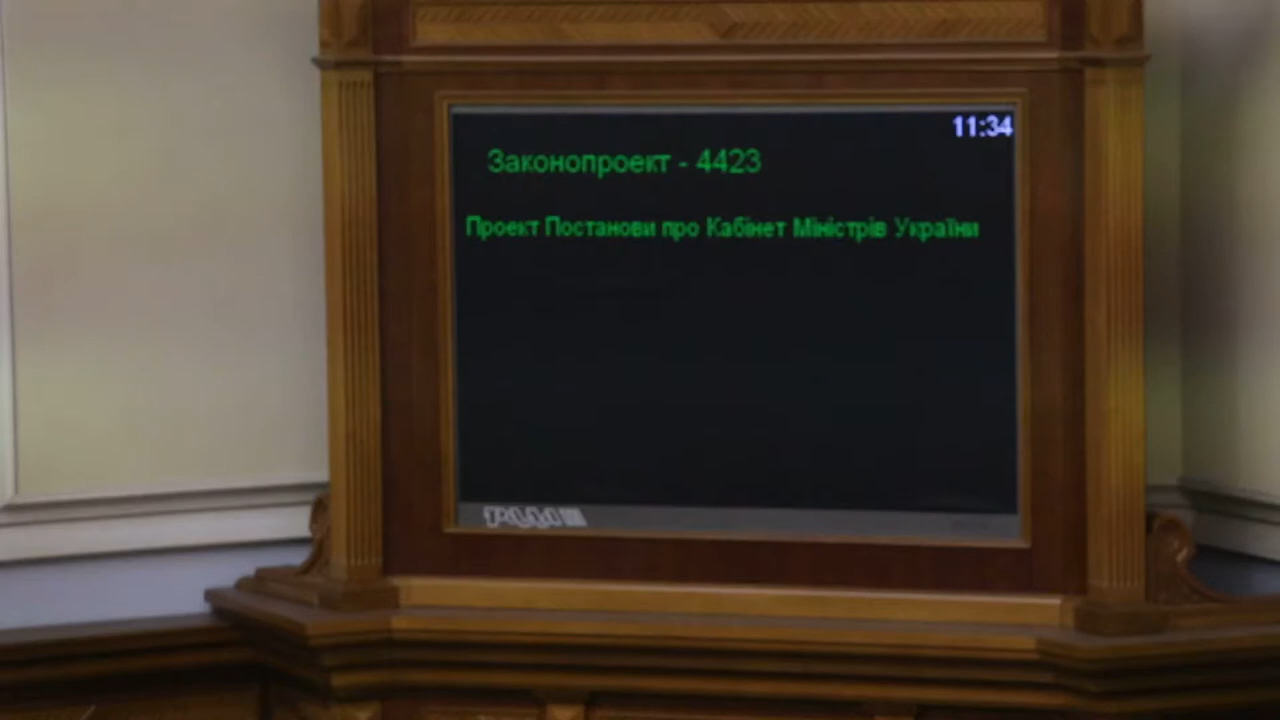 11:34
Законопроект - 4423
Проект Постанови про Кабінет Міністрів України